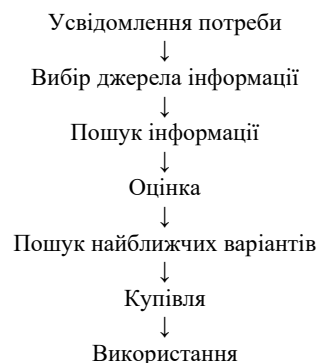 Усвідомлення потреби
↓
Вибір джерела інформації
↓
Пошук інформації
↓
Оцінка
↓
Пошук найближчих варіантів
↓
Купівля
↓
Використання